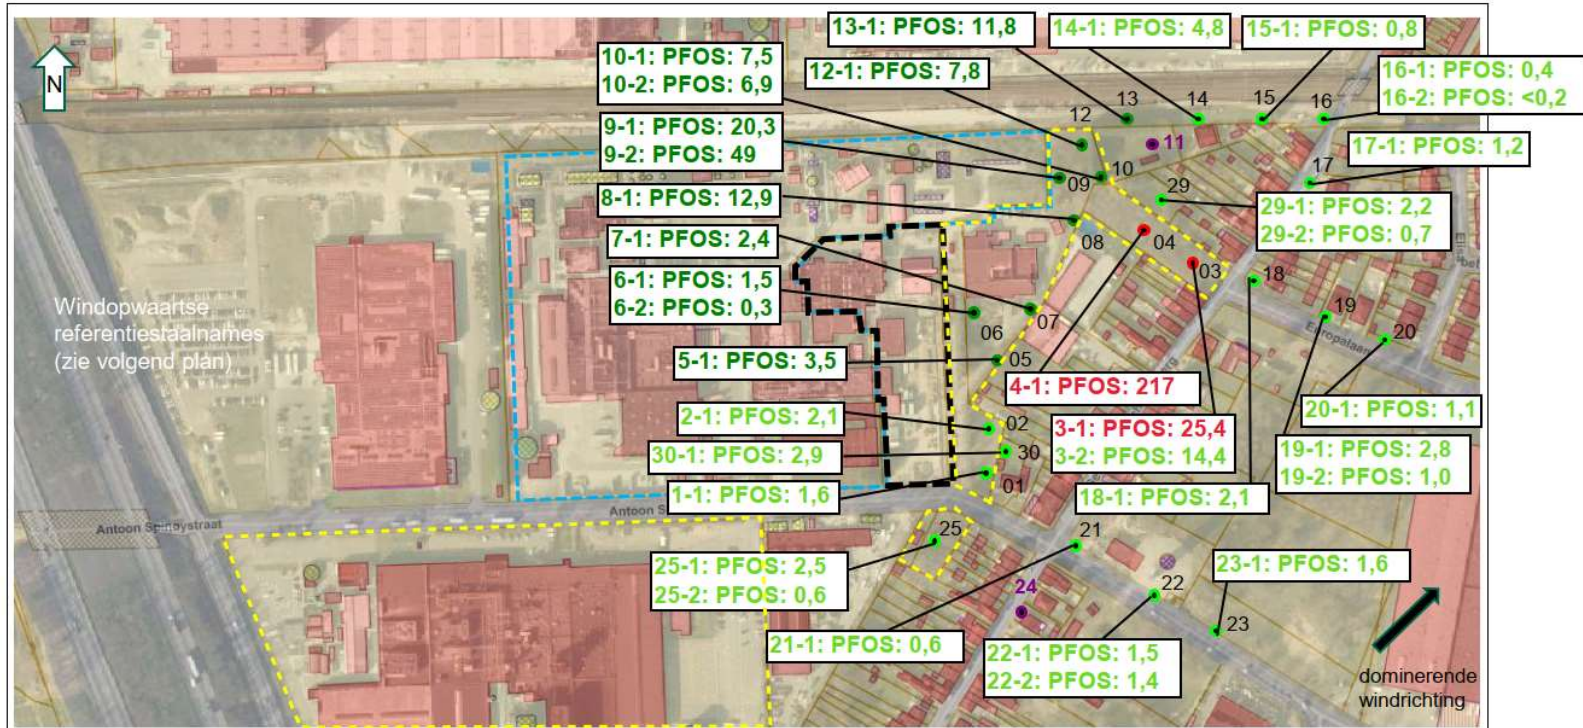 13-1: PFOS: 11,8
14-1: PFOS: 4,8
15-1: PFOS: 0,8
10-1: PFOS: 7,5
10-2: PFOS: 6,9
12-1: PFOS: 7,8
16-1: PFOS: 0,4
16-2: PFOS: <0,2
N
9-1: PFOS: 20,3
9-2: PFOS: 49
12
13
14
15
16
11
17-1: PFOS: 1,2
17
8-1: PFOS: 12,9
09
10
29
29-1: PFOS: 2,2
29-2: PFOS: 0,7
7-1: PFOS: 2,4
08
04
03
18
6-1: PFOS: 1,5
6-2: PFOS: 0,3
Windopwaartse
referentiestaalnames
(zie volgend plan)
06
07
19
20
Europalaan
5-1: PFOS: 3,5
05
4-1: PFOS: 217
2-1: PFOS: 2,1
02
3-1: PFOS: 25,4
3-2: PFOS: 14,4
20-1: PFOS: 1,1
30-1: PFOS: 2,9
30
19-1: PFOS: 2,8
19-2: PFOS: 1,0
1-1: PFOS: 1,6
01
18-1: PFOS: 2,1
Antoon Spinoystraat
Antoon S
25
21
25-1: PFOS: 2,5
25-2: PFOS: 0,6
23-1: PFOS: 1,6
24
22
23
21-1: PFOS: 0,6
22-1: PFOS: 1,5
22-2: PFOS: 1,4
dominerende
windrichting